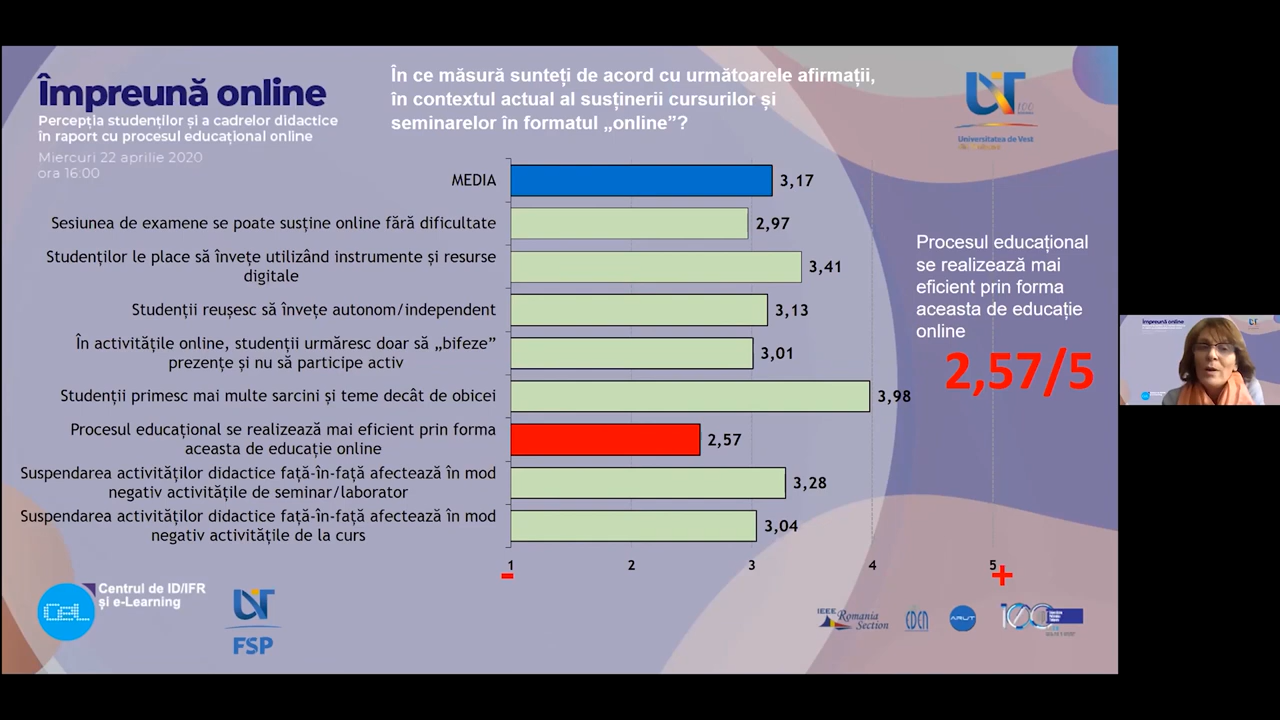 Împreună online
Percepția studenților și a cadrelor didactice
în raport cu procesul educațional online
Miercuri 22 aprilie 2020
ora 16:00
În ce măsură sunteți de acord cu următoarele afirmații,
în contextul actual al susținerii cursurilor și
seminarelor în formatul „online”?
UVT
Universitatea de Vest
din Timișoara
MEDIA
3,17
Sesiunea de examene se poate susține online fără dificultate
2,97
Studenților le place să învețe utilizând instrumente și resurse
digitale
3,41
Studenții reușesc să învețe autonom/independent
3,13
În activitățile online, studenții urmăresc doar să „bifeze”
prezențe și nu să participe activ
3,01
Studenții primesc mai multe sarcini și teme decât de obicei
3,98
Procesul educațional se realizează mai eficient prin forma
aceasta de educație online
2,57
Suspendarea activităților didactice față-în-față afectează în mod
negativ activitățile de seminar/laborator
3,28
Suspendarea activităților didactice față-în-față afectează în mod
negativ activitățile de la curs
3,04
1 2 3 4 5
- +
Procesul educațional
se realizează mai
eficient prin forma
aceasta de educație
online
2,57/5
CeL
Centrul de ID/IFR
și e-Learning
UVT
FSP
IEEE
Romania
Section
EDEN
ARUT
100
Împreună online